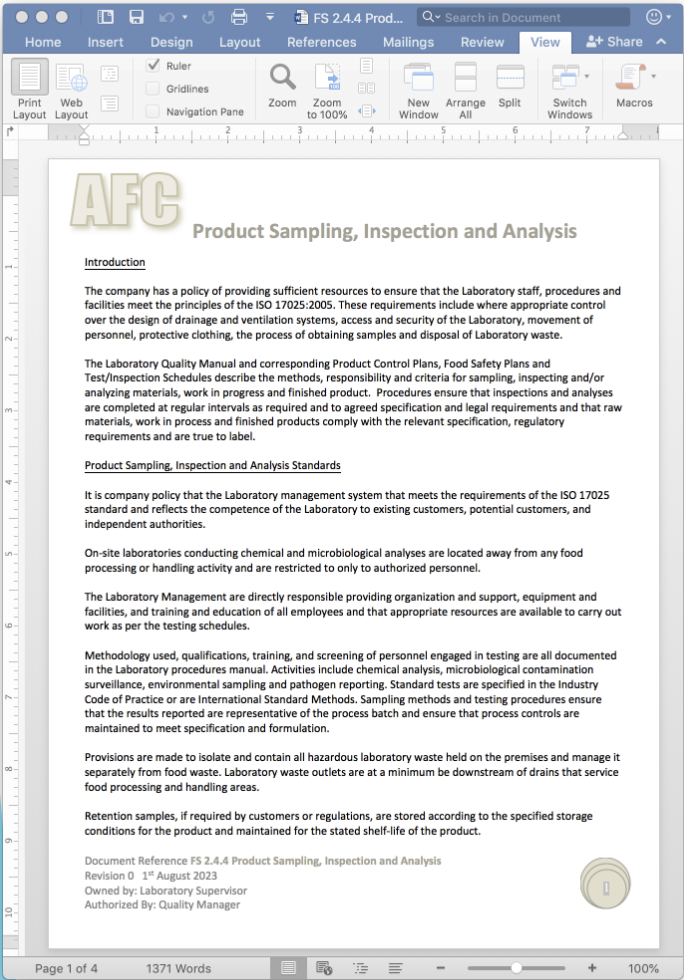 FS 2.4.4 Prod...
Search in Document
Home Insert Design Layout References Mailings Review View Share
Ruler
Gridlines
Navigation Pane
Print Layout
Web Layout
Zoom
Zoom to 100%
New Window
Arrange All
Split
Switch Windows
Macros
1 2 3 4 5 6 7
1
2
3
4
5
6
7
8
9
10
AFC
Product Sampling, Inspection and Analysis
Introduction
The company has a policy of providing sufficient resources to ensure that the Laboratory staff, procedures and
facilities meet the principles of the ISO 17025:2005. These requirements include where appropriate control
over the design of drainage and ventilation systems, access and security of the Laboratory, movement of
personnel, protective clothing, the process of obtaining samples and disposal of Laboratory waste.
The Laboratory Quality Manual and corresponding Product Control Plans, Food Safety Plans and
Test/Inspection Schedules describe the methods, responsibility and criteria for sampling, inspecting and/or
analyzing materials, work in progress and finished product.  Procedures ensure that inspections and analyses
are completed at regular intervals as required and to agreed specification and legal requirements and that raw
materials, work in process and finished products comply with the relevant specification, regulatory
requirements and are true to label.
Product Sampling, Inspection and Analysis Standards
It is company policy that the Laboratory management system that meets the requirements of the ISO 17025
standard and reflects the competence of the Laboratory to existing customers, potential customers, and
independent authorities.
On-site laboratories conducting chemical and microbiological analyses are located away from any food
processing or handling activity and are restricted to only to authorized personnel.
The Laboratory Management are directly responsible providing organization and support, equipment and
facilities, and training and education of all employees and that appropriate resources are available to carry out
work as per the testing schedules.
Methodology used, qualifications, training, and screening of personnel engaged in testing are all documented
in the Laboratory procedures manual. Activities include chemical analysis, microbiological contamination
surveillance, environmental sampling and pathogen reporting. Standard tests are specified in the Industry
Code of Practice or are International Standard Methods. Sampling methods and testing procedures ensure
that the results reported are representative of the process batch and ensure that process controls are
maintained to meet specification and formulation.
Provisions are made to isolate and contain all hazardous laboratory waste held on the premises and manage it
separately from food waste. Laboratory waste outlets are at a minimum be downstream of drains that service
food processing and handling areas.
Retention samples, if required by customers or regulations, are stored according to the specified storage
conditions for the product and maintained for the stated shelf-life of the product.
Document Reference FS 2.4.4 Product Sampling, Inspection and Analysis
Revision 0 1st August 2023
Owned by: Laboratory Supervisor
Authorized By: Quality Manager
Page 1 of 4 1371 Words 100%